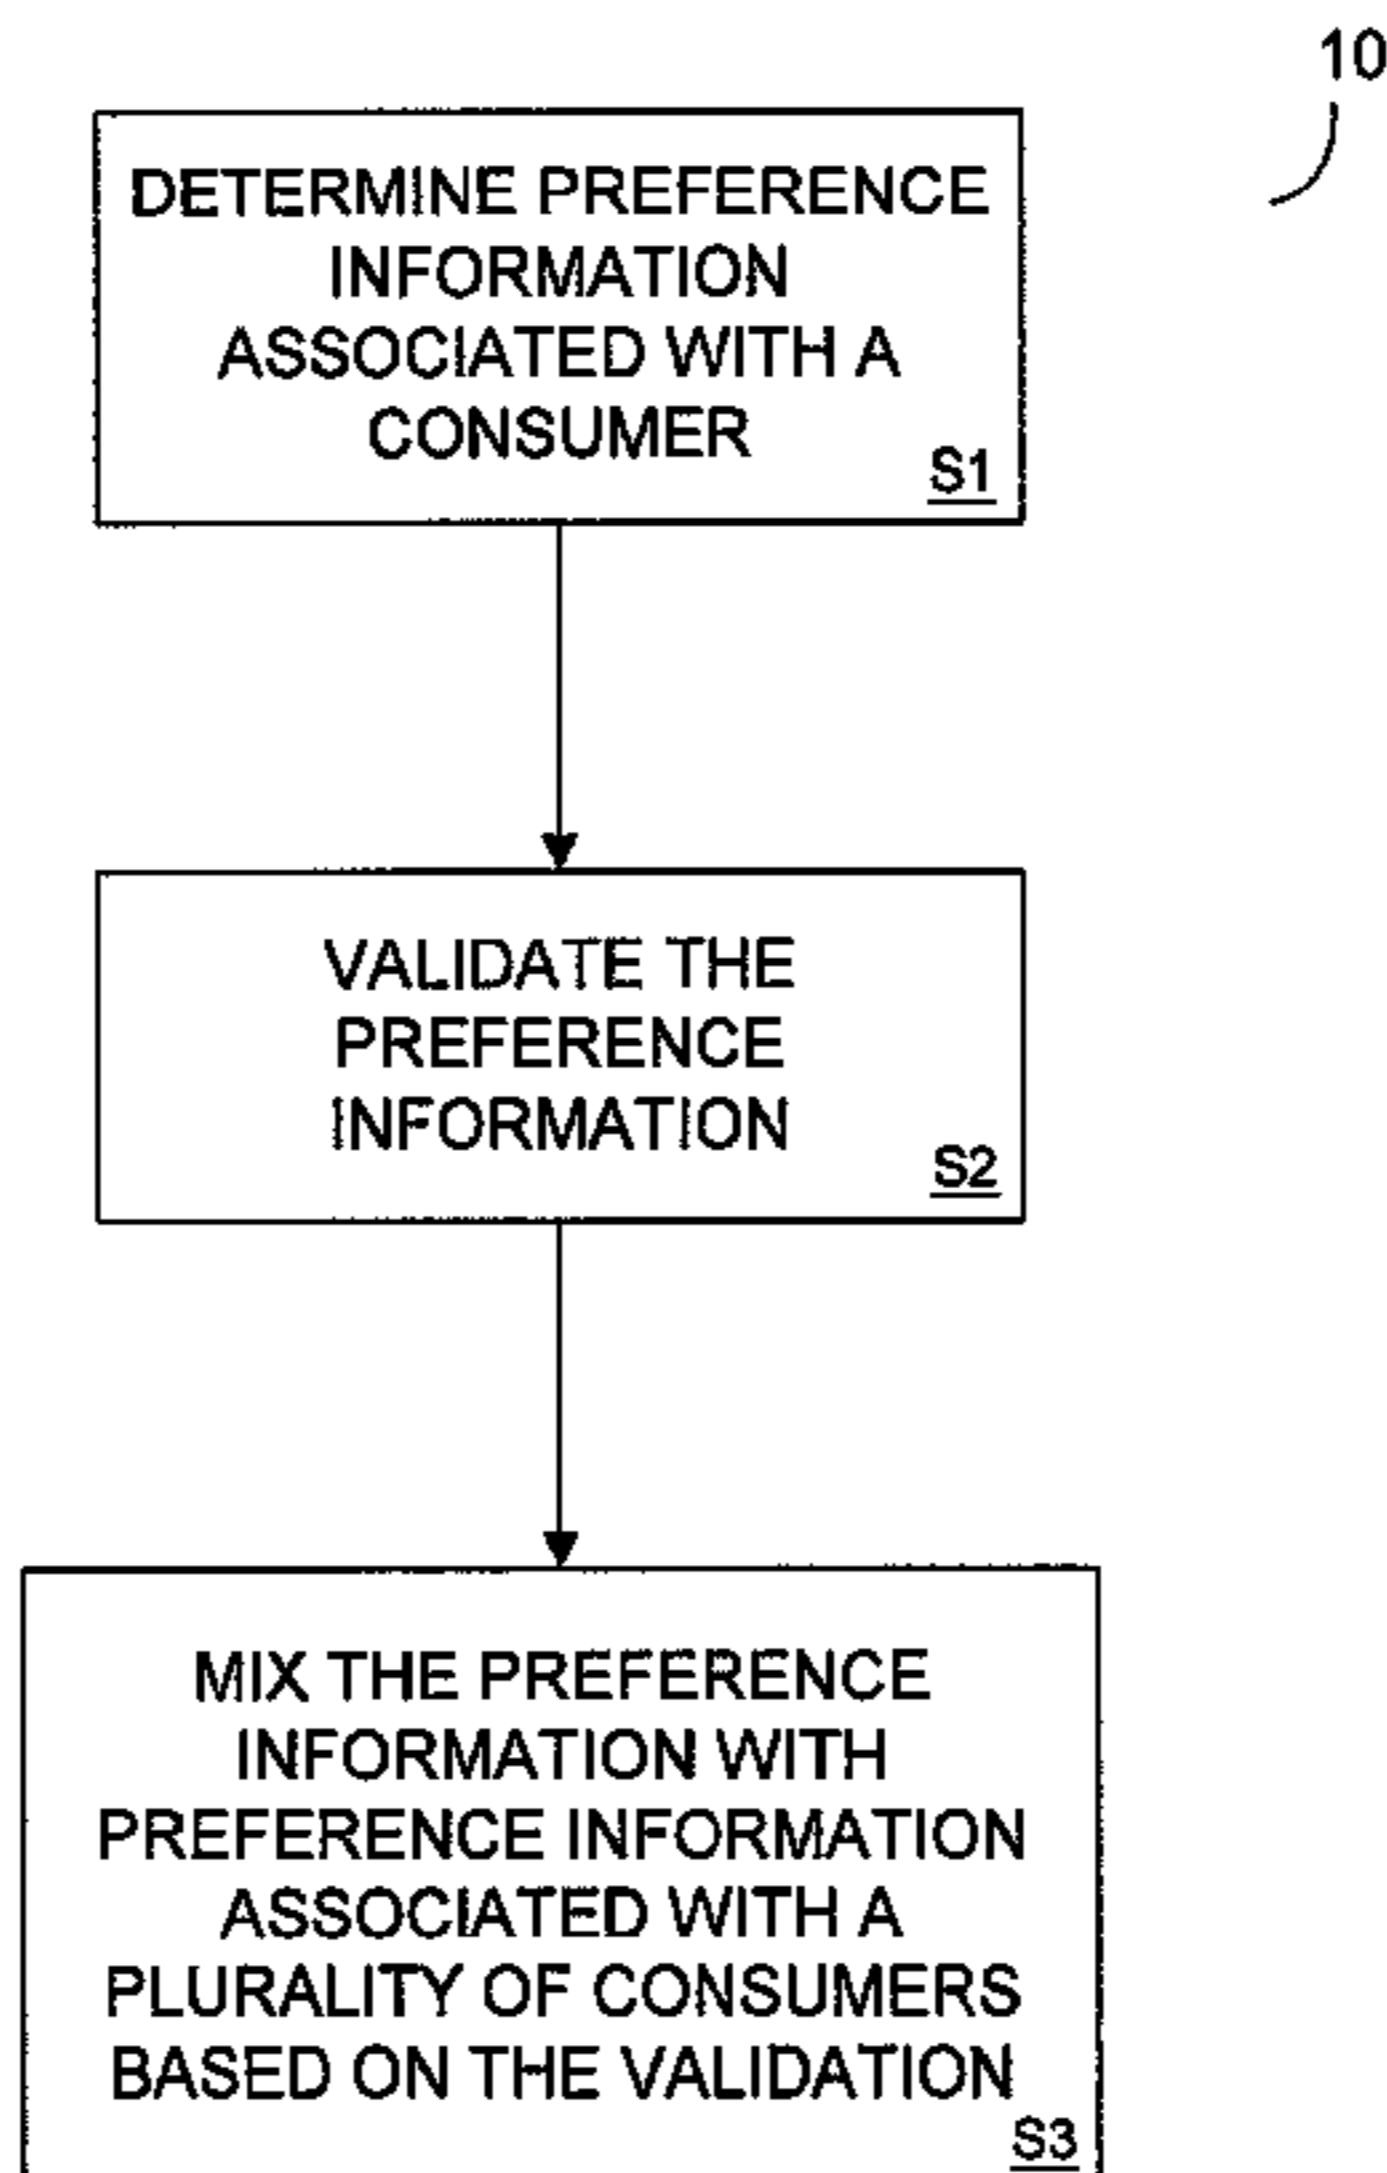 10
DETERMINE PREFERENCE
INFORMATION
ASSOCIATED WITH A
CONSUMER
S1
VALIDATE THE
PREFERENCE
INFORMATION
S2
MIX THE PREFERENCE
INFORMATION WITH
PREFERENCE INFORMATION
ASSOCIATED WITH A
PLURALITY OF CONSUMERS
BASED ON THE VALIDATION
S3